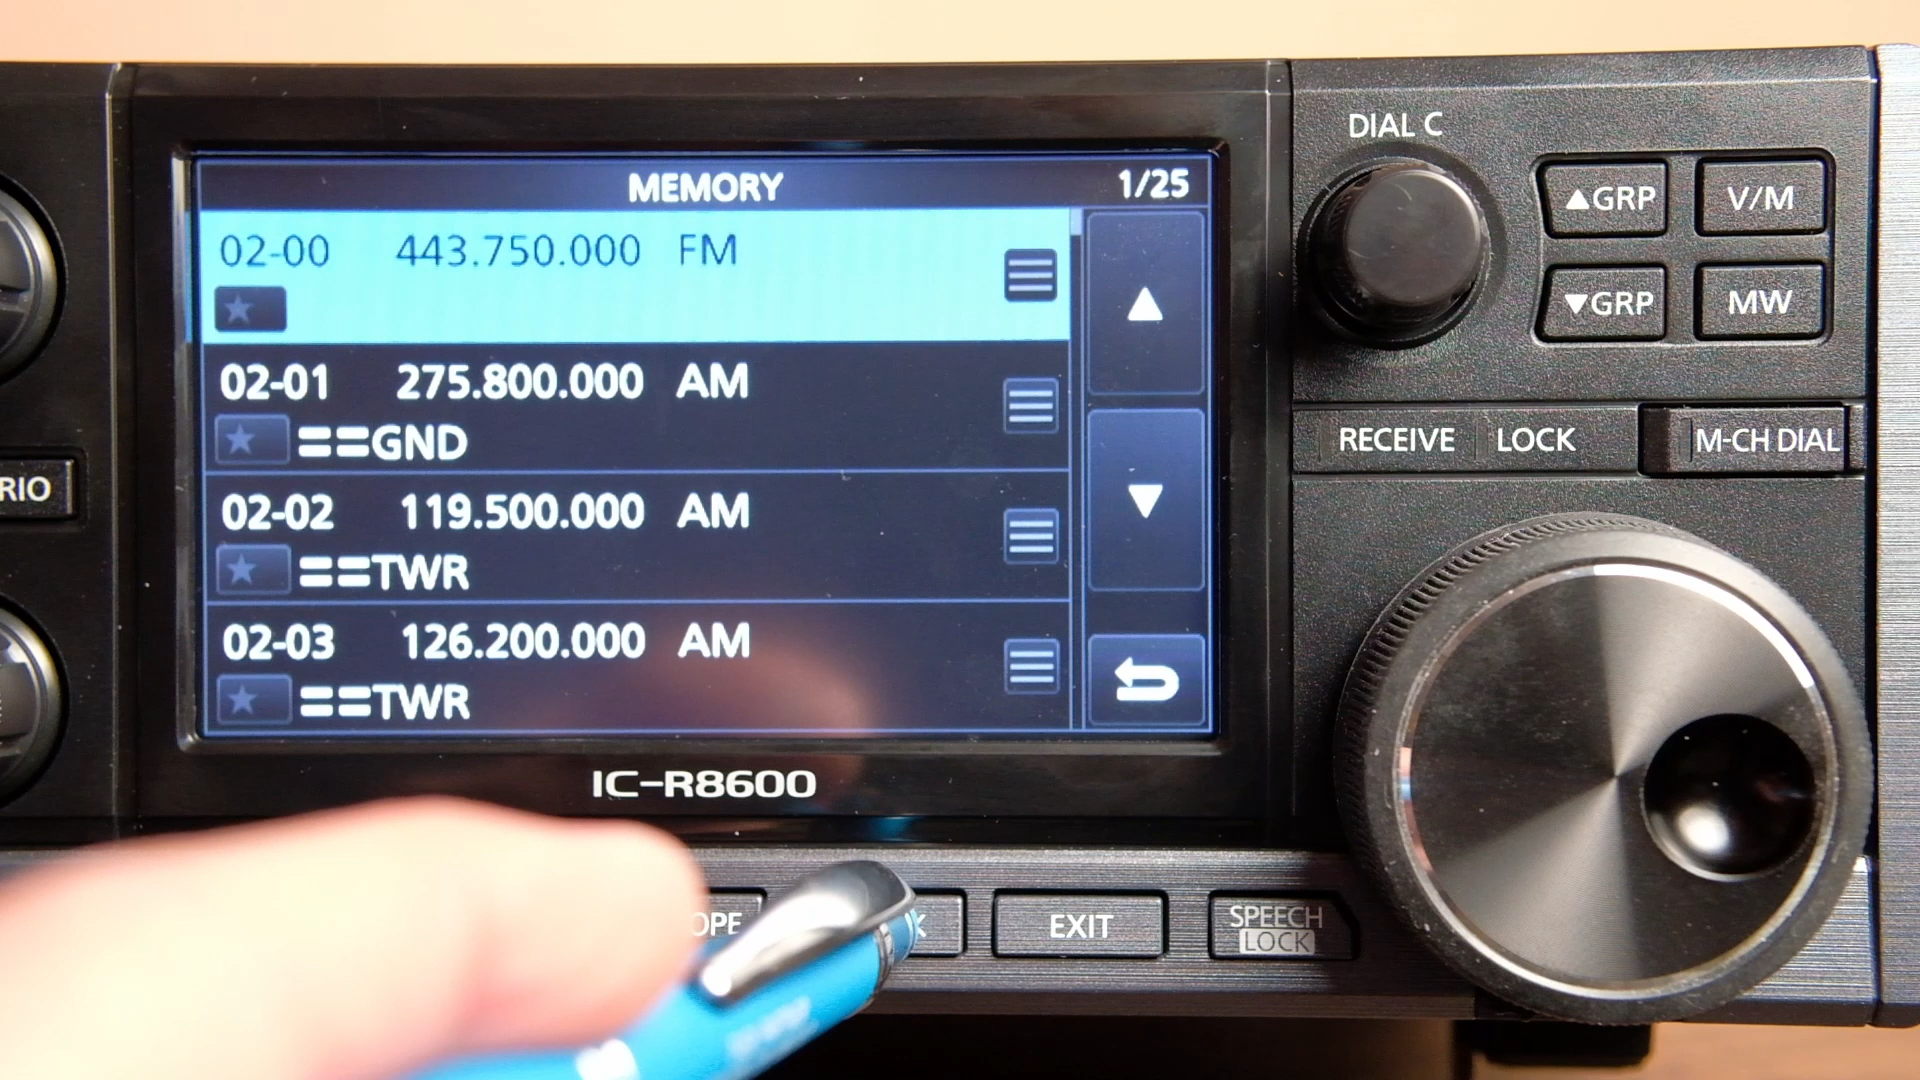 MEMORY 1/25
02-00 443.750.000 FM
02-01 275.800.000 AM
==GND
02-02 119.500.000 AM
==TWR
02-03 126.200.000 AM
==TWR
IC-R8600
DIAL C
▲GRP V/M
▼GRP MW
RECEIVE LOCK M-CH DIAL
EXIT
SPEECH
LOCK